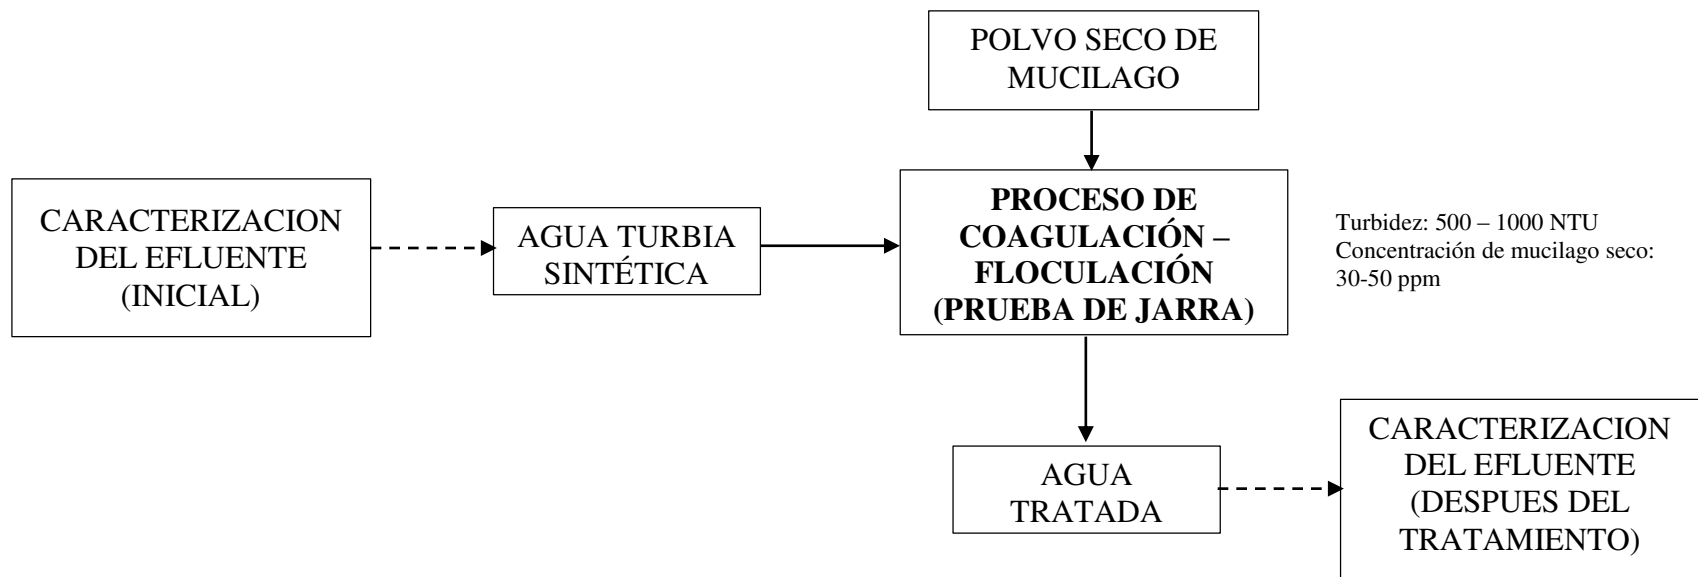 POLVO SECO DE
MUCILAGO
CARACTERIZACION
DEL EFLUENTE
(INICIAL)
AGUA TURBIA
SINTÉTICA
PROCESO DE
COAGULACIÓN –
FLOCULACIÓN
(PRUEBA DE JARRA)
Turbidez: 500 – 1000 NTU
Concentración de mucilago seco:
30-50 ppm
AGUA
TRATADA
CARACTERIZACION
DEL EFLUENTE
(DESPUES DEL
TRATAMIENTO)